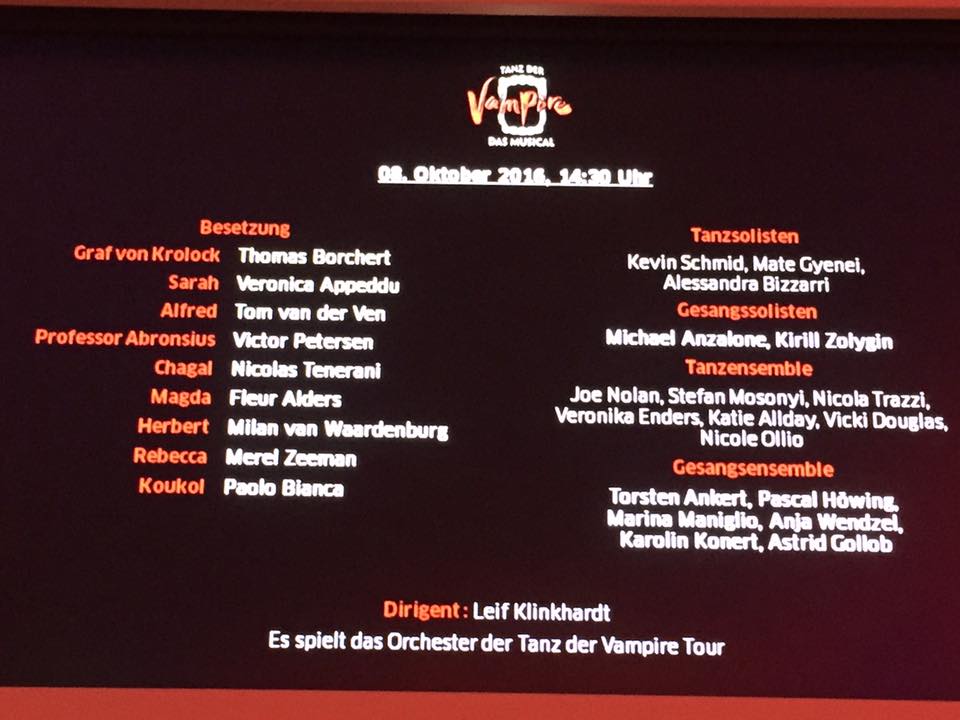 TANZ DER
Vampire
DAS MUSICAL
08. Oktober 2016, 14:30 Uhr
Besetzung
Graf von Krolock Thomas Borchert
Sarah Veronica Appeddu
Alfred Tom van der Ven
Professor Abronsius Victor Petersen
Chagal Nicolas Tenerani
Magda Fleur Alders
Herbert Milan van Waardenburg
Rebecca Merel Zeeman
Koukol Paolo Bianca
Tanzsolisten
Kevin Schmid, Mate Gyenei,
Alessandra Bizzarri
Gesangssolisten
Michael Anzalone, Kirill Zolygin
Tanzensemble
Joe Nolan, Stefan Mosonyi, Nicola Trazzi,
Veronika Enders, Katie Allday, Vicki Douglas,
Nicole Ollio
Gesangsensemble
Torsten Ankert, Pascal Höwing,
Marina Maniglio, Anja Wendzel,
Karolin Konert, Astrid Gollob
Dirigent: Leif Klinkhardt
Es spielt das Orchester der Tanz der Vampire Tour